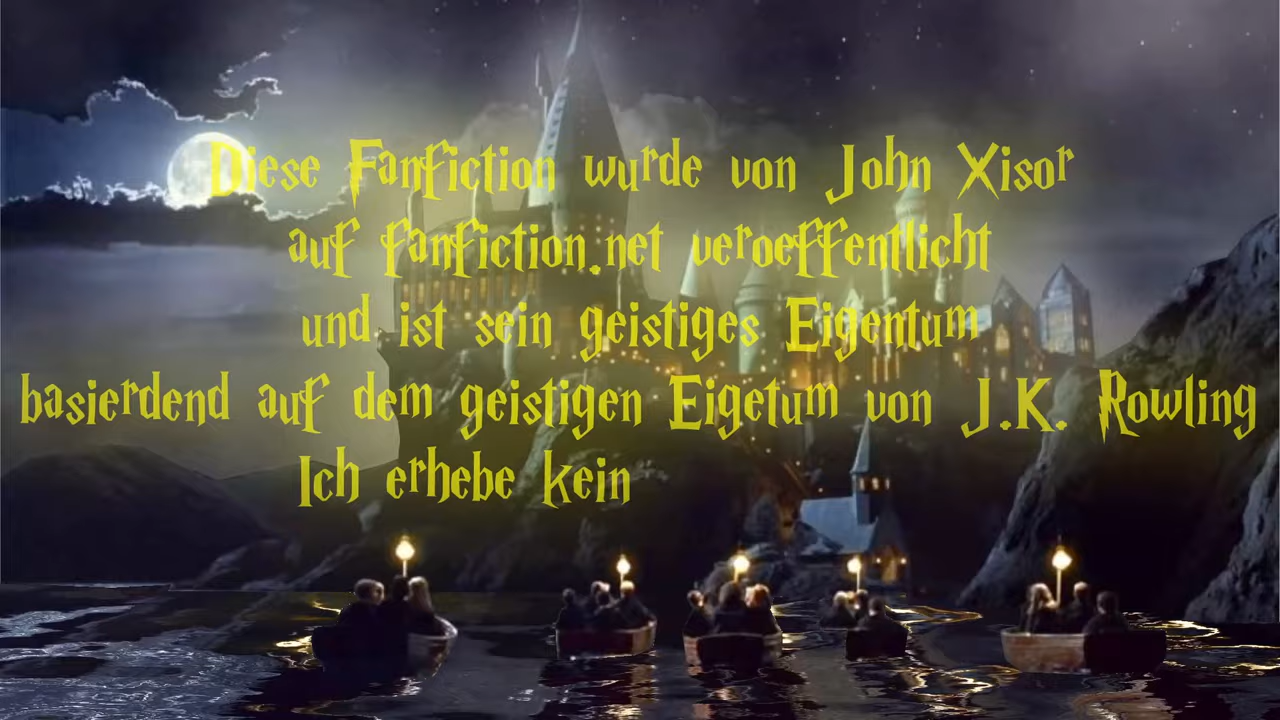 Diese Fanfiction wurde von John Xisor
auf fanfiction.net veroeffentlicht
und ist sein geistiges Eigentum
basierdend auf dem geistigen Eigetum von J.K. Rowling
Ich erhebe kein